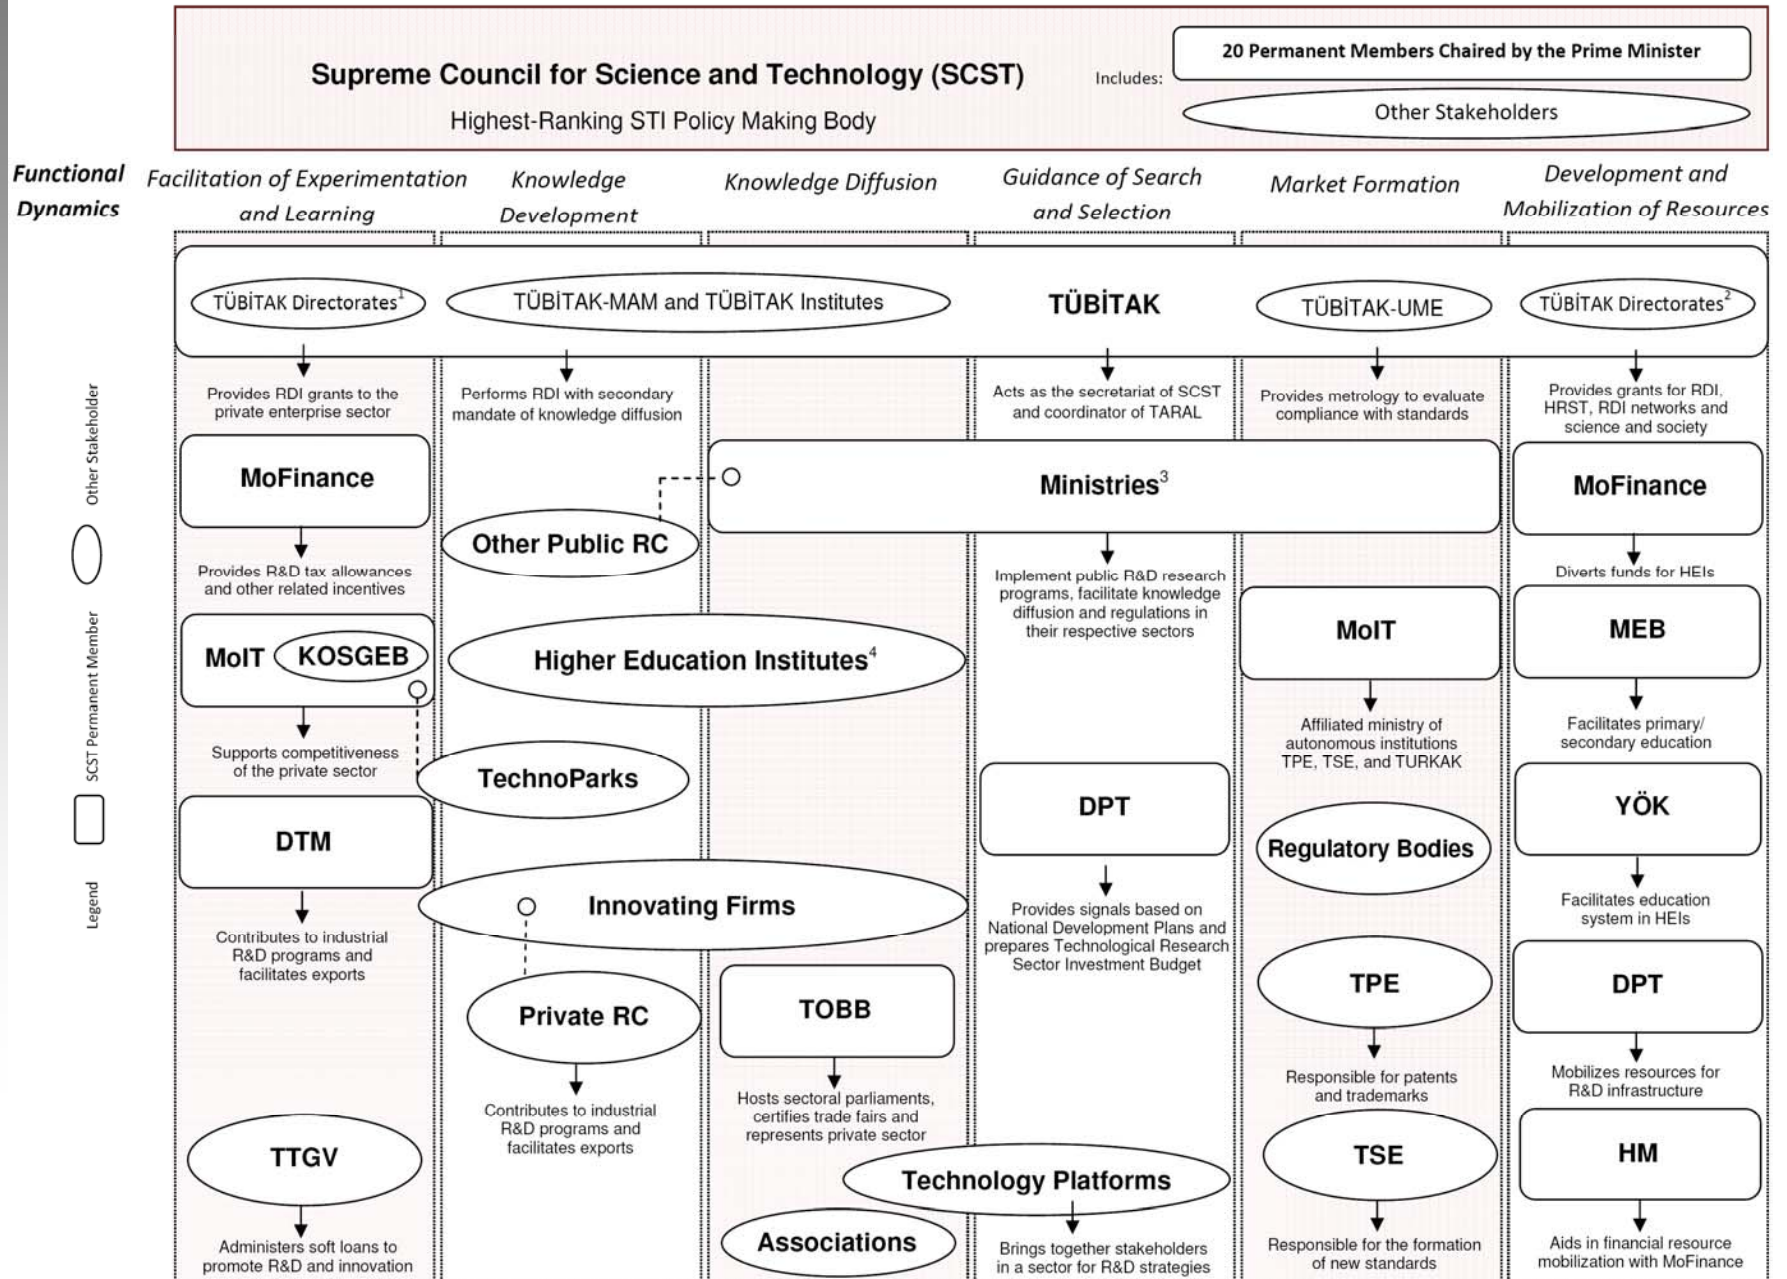 Supreme Council for Science and Technology (SCST)
Highest-Ranking STI Policy Making Body
Includes:
20 Permanent Members Chaired by the Prime Minister
Other Stakeholders
Functional
Dynamics
Facilitation of Experimentation
and Learning
Knowledge
Development
Knowledge Diffusion
Guidance of Search
and Selection
Market Formation
Development and
Mobilization of Resources
TÜBİTAK Directorates¹
TÜBİTAK-MAM and TÜBİTAK Institutes
TÜBİTAK
TÜBİTAK-UME
TÜBİTAK Directorates²
Provides RDI grants to the
private enterprise sector
MoFinance
Provides R&D tax allowances
and other related incentives
MoIT
KOSGEB
Supports competitiveness
of the private sector
DTM
Contributes to industrial
R&D programs and
facilitates exports
TTGV
Administers soft loans to
promote R&D and innovation
Performs RDI with secondary
mandate of knowledge diffusion
Other Public RC
Higher Education Institutes⁴
TechnoParks
Innovating Firms
Private RC
Contributes to industrial
R&D programs and
facilitates exports
TOBB
Hosts sectoral parliaments,
certifies trade fairs and
represents private sector
Technology Platforms
Associations
Acts as the secretariat of SCST
and coordinator of TARAL
Ministries³
Implement public R&D research
programs, facilitate knowledge
diffusion and regulations in
their respective sectors
DPT
Provides signals based on
National Development Plans and
prepares Technological Research
Sector Investment Budget
Brings together stakeholders
in a sector for R&D strategies
Provides metrology to evaluate
compliance with standards
MoIT
Affiliated ministry of
autonomous institutions
TPE, TSE, and TURKAK
Regulatory Bodies
TPE
Responsible for patents
and trademarks
TSE
Responsible for the formation
of new standards
Provides grants for RDI,
HRST, RDI networks and
science and society
MoFinance
Diverts funds for HEIs
MEB
Facilitates primary/
secondary education
YÖK
Facilitates education
system in HEIs
DPT
Mobilizes resources for
R&D infrastructure
HM
Aids in financial resource
mobilization with MoFinance
Legend
SCST Permanent Member
Other Stakeholder